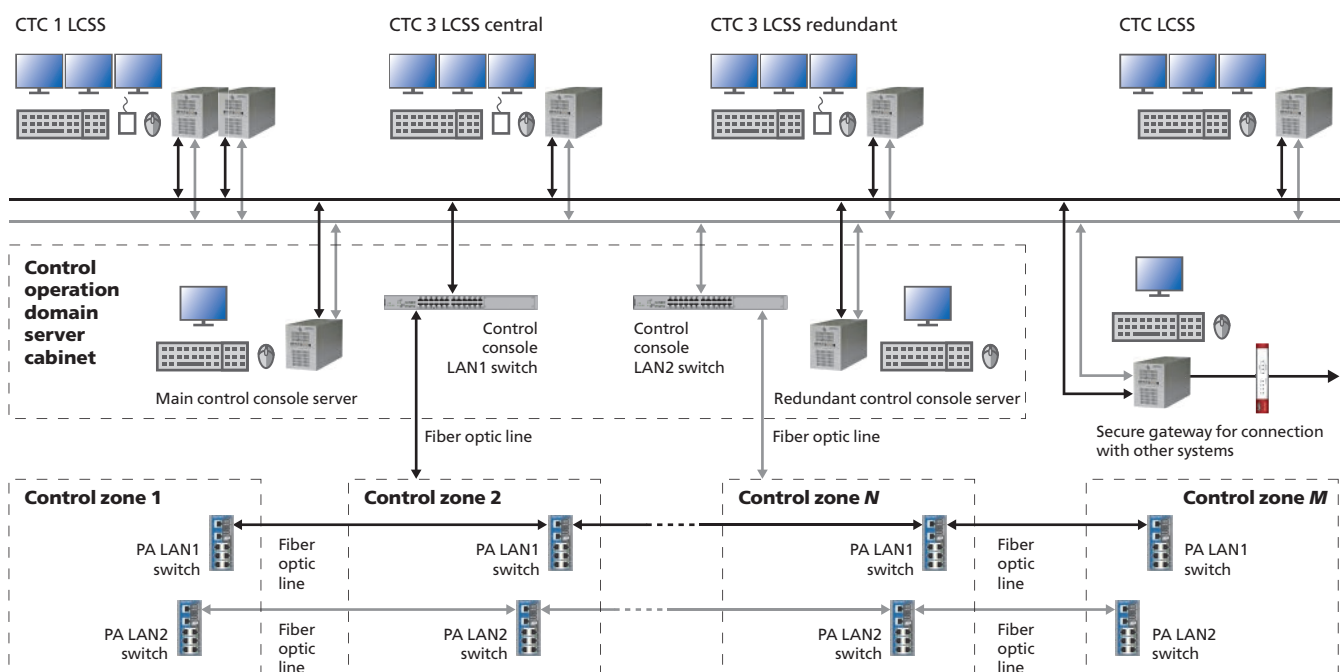 CTC 1 LCSS
CTC 3 LCSS central
CTC 3 LCSS redundant
CTC LCSS
Control
operation
domain
server
cabinet
Main control console server
Control
console
LAN1 switch
Control
console
LAN2 switch
Redundant control console server
Secure gateway for connection
with other systems
Fiber optic line
Fiber optic line
Control zone 1
Control zone 2
Control zone N
Control zone M
PA LAN1
switch
Fiber
optic
line
PA LAN1
switch
PA LAN1
switch
Fiber
optic
line
PA LAN1
switch
PA LAN2
switch
Fiber
optic
line
PA LAN2
switch
PA LAN2
switch
Fiber
optic
line
PA LAN2
switch